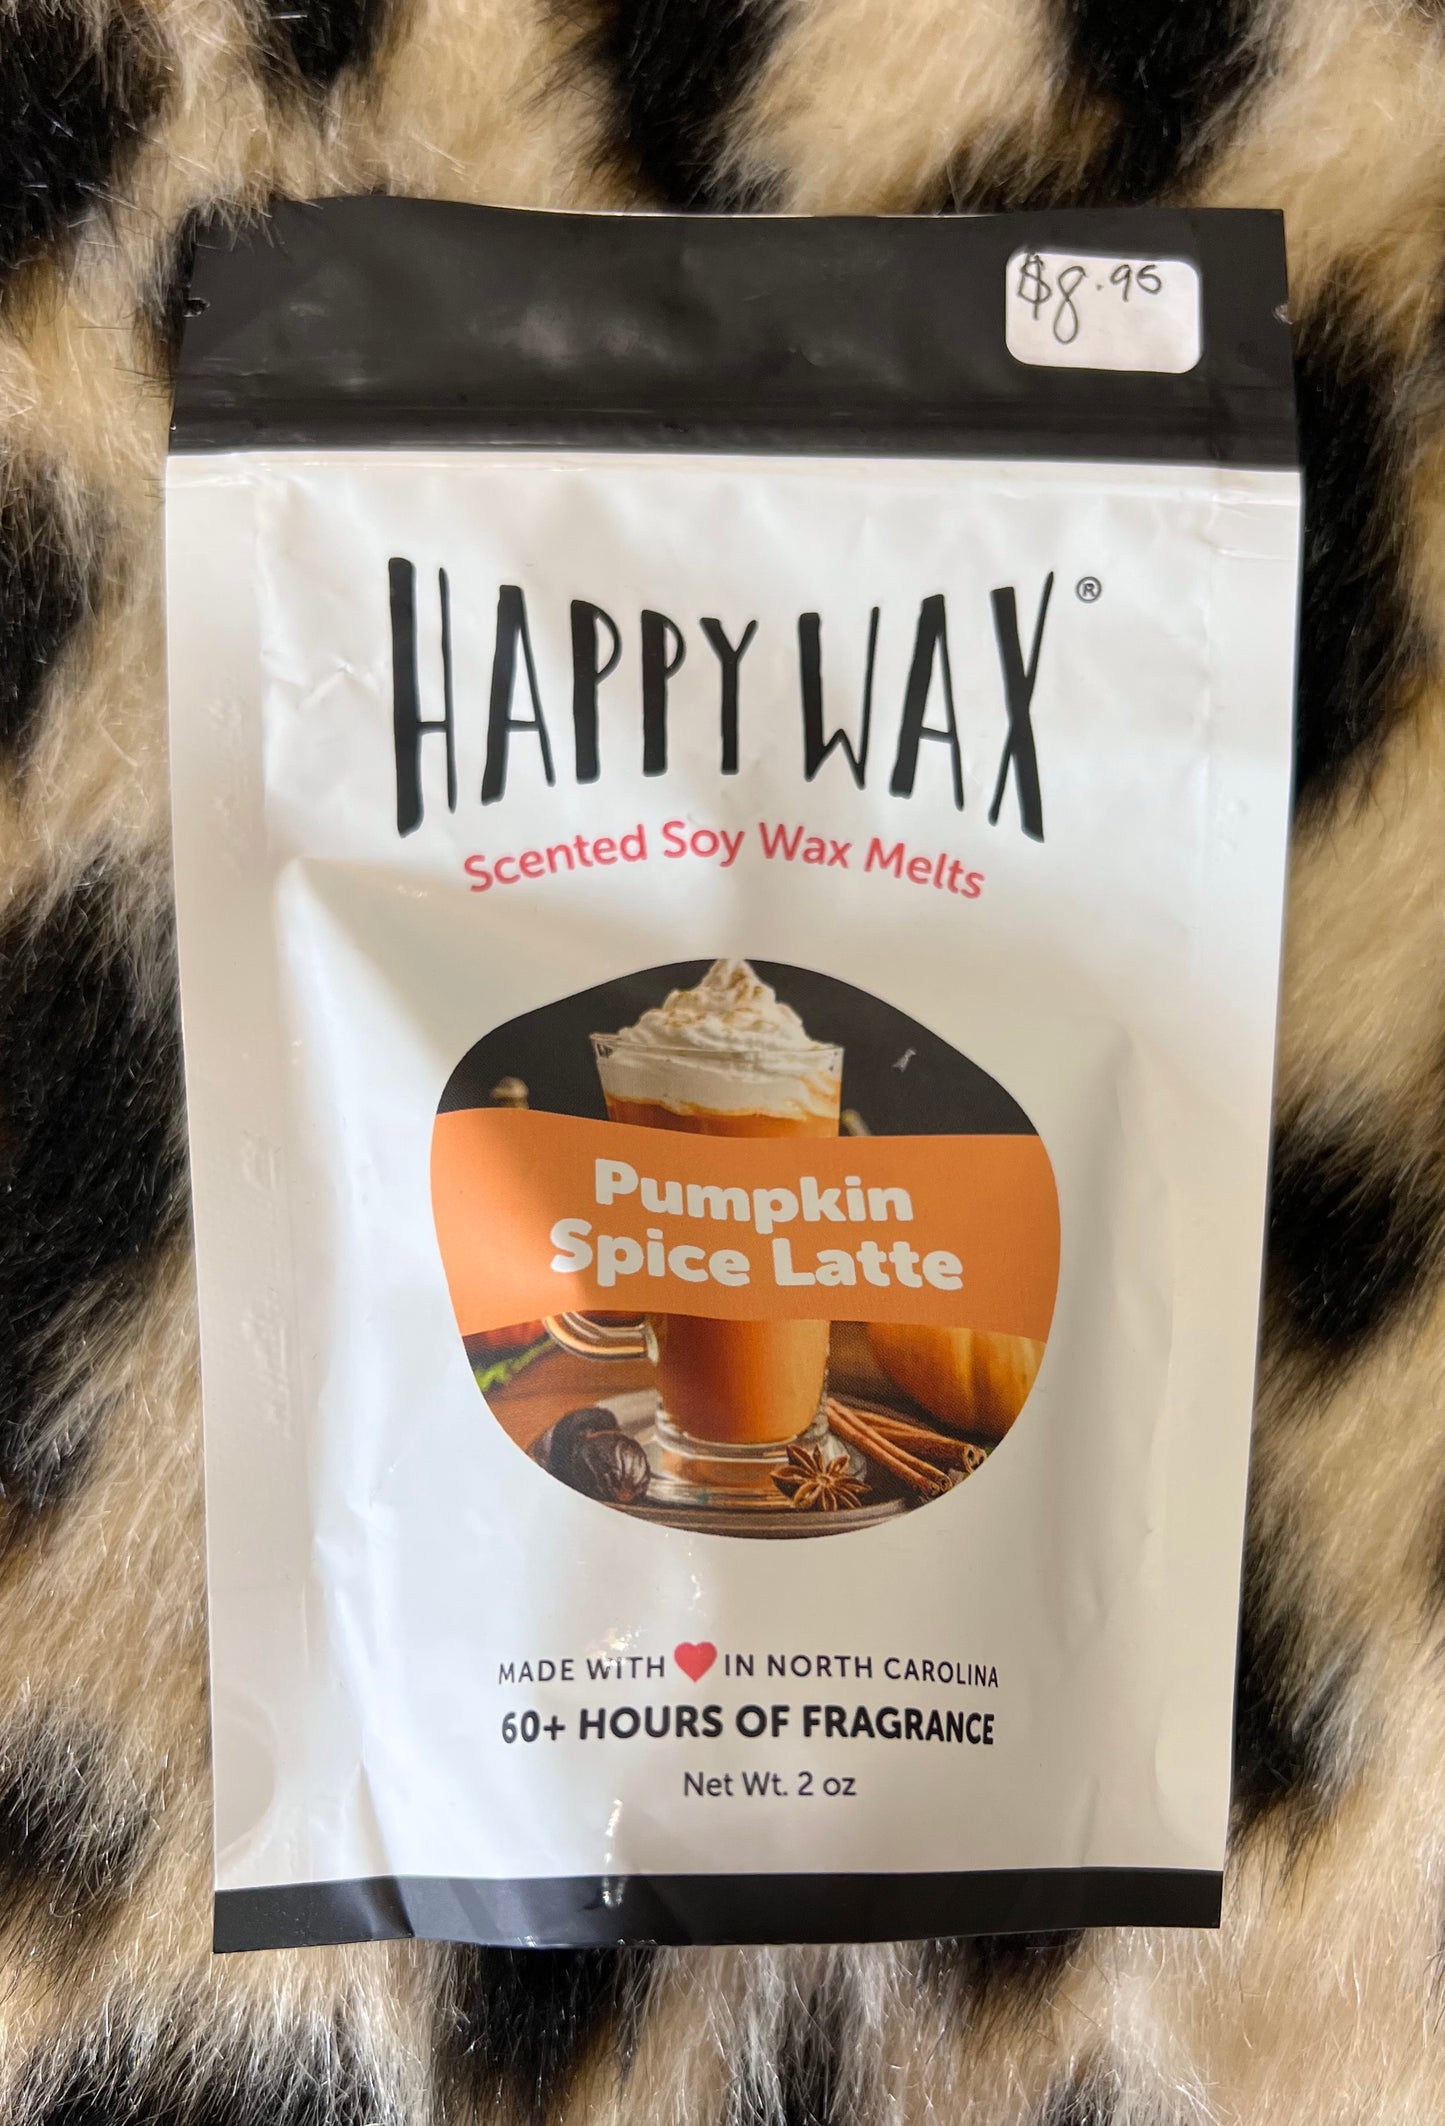 $8.95
HAPPY WAX®
Scented Soy Wax Melts
Pumpkin
Spice Latte
MADE WITH ❤ IN NORTH CAROLINA
60+ HOURS OF FRAGRANCE
Net Wt. 2 oz